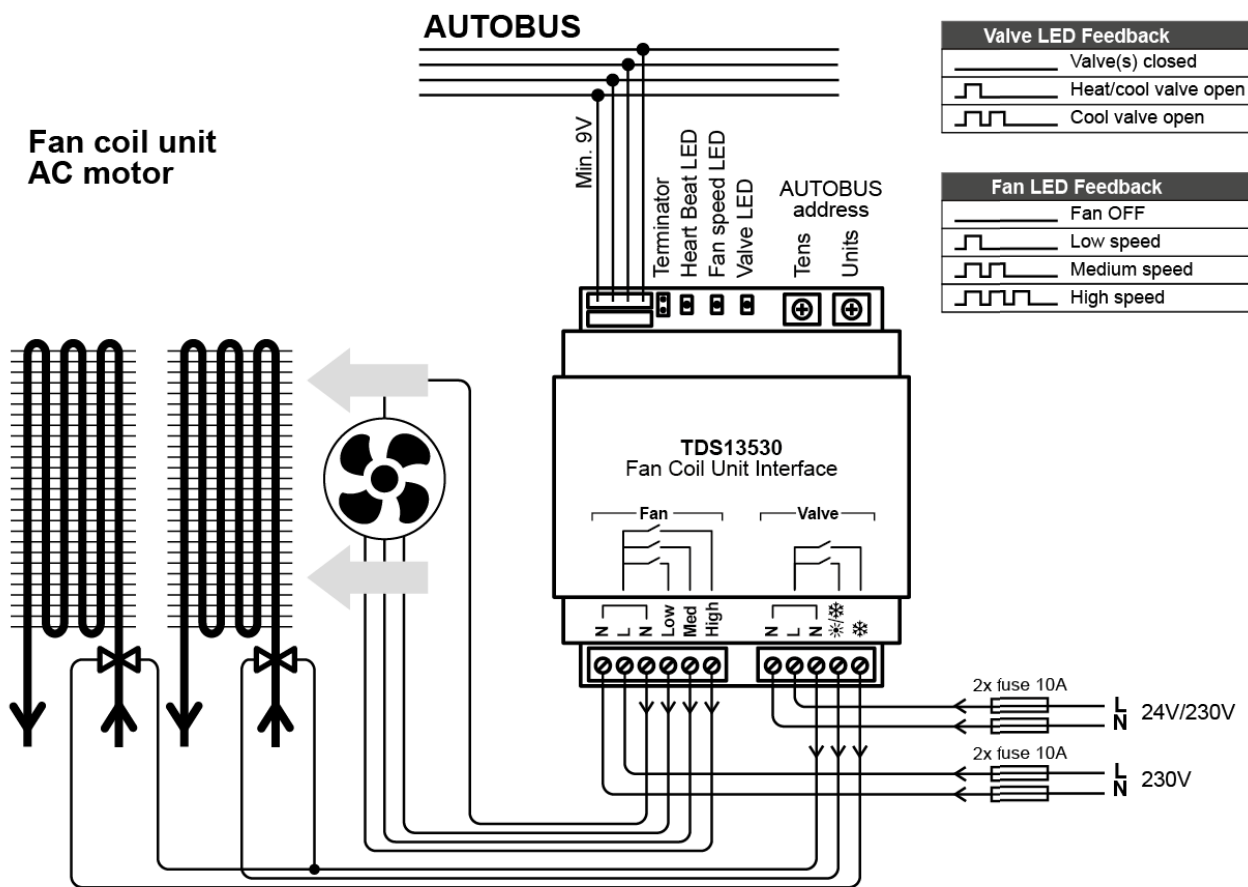 AUTOBUS
Fan coil unit
AC motor
Min. 9V
Terminator
Heart Beat LED
Fan speed LED
Valve LED
AUTOBUS
address
Tens
Units
Valve LED Feedback
Valve(s) closed
Heat/cool valve open
Cool valve open
Fan LED Feedback
Fan OFF
Low speed
Medium speed
High speed
TDS13530
Fan Coil Unit Interface
Fan
Valve
N
L
N
Low
Med
High
N
L
N
2x fuse 10A
L
N
24V/230V
2x fuse 10A
L
N
230V